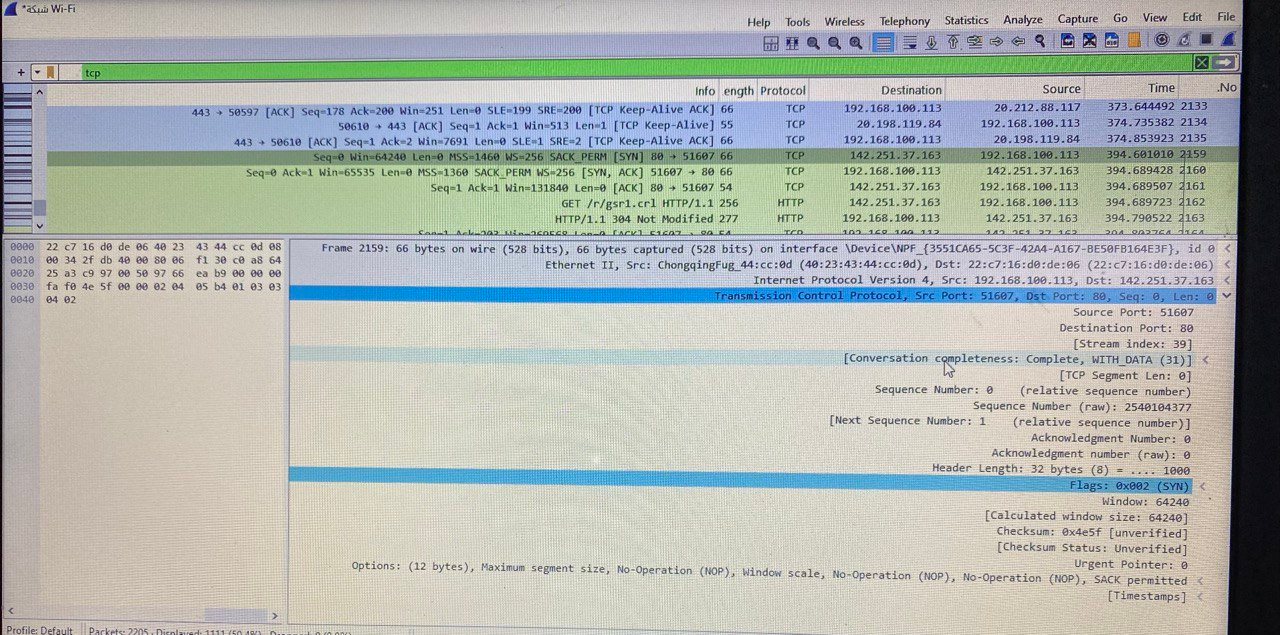 *شبكة Wi-Fi
Help Tools Wireless Telephony Statistics Analyze Capture Go View Edit File
tcp
Info ength Protocol Destination Source Time .No
443 → 50597 [ACK] Seq=178 Ack=200 Win=251 Len=0 SLE=199 SRE=200 [TCP Keep-Alive ACK] 66 TCP 192.168.100.113 20.212.88.117 373.644492 2133
50610 → 443 [ACK] Seq=1 Ack=1 Win=513 Len=1 [TCP Keep-Alive] 55 TCP 20.198.119.84 192.168.100.113 374.735382 2134
443 → 50610 [ACK] Seq=1 Ack=2 Win=7691 Len=0 SLE=1 SRE=2 [TCP Keep-Alive ACK] 66 TCP 192.168.100.113 20.198.119.84 374.853923 2135
Seq=0 Win=64240 Len=0 MSS=1460 WS=256 SACK_PERM [SYN] 80 → 51607 66 TCP 142.251.37.163 192.168.100.113 394.601010 2159
Seq=0 Ack=1 Win=65535 Len=0 MSS=1360 SACK_PERM WS=256 [SYN, ACK] 51607 → 80 66 TCP 192.168.100.113 142.251.37.163 394.689428 2160
Seq=1 Ack=1 Win=131840 Len=0 [ACK] 80 → 51607 54 TCP 142.251.37.163 192.168.100.113 394.689507 2161
GET /r/gsr1.crl HTTP/1.1 256 HTTP 142.251.37.163 192.168.100.113 394.689723 2162
HTTP/1.1 304 Not Modified 277 HTTP 192.168.100.113 142.251.37.163 394.790522 2163
0000 22 c7 16 d0 de 06 40 23 43 44 cc 0d 08
0010 00 34 2f db 40 00 80 06 f1 30 c0 a8 64
0020 25 a3 c9 97 00 50 97 66 ea b9 00 00 00
0030 fa f0 4e 5f 00 00 02 04 05 b4 01 03 03
0040 04 02
Frame 2159: 66 bytes on wire (528 bits), 66 bytes captured (528 bits) on interface \Device\NPF_{3551CA65-5C3F-42A4-A167-BE50FB164E3F}, id 0
Ethernet II, Src: ChongqingFug_44:cc:0d (40:23:43:44:cc:0d), Dst: 22:c7:16:d0:de:06 (22:c7:16:d0:de:06)
Internet Protocol Version 4, Src: 192.168.100.113, Dst: 142.251.37.163
Transmission Control Protocol, Src Port: 51607, Dst Port: 80, Seq: 0, Len: 0
Source Port: 51607
Destination Port: 80
[Stream index: 39]
[Conversation completeness: Complete, WITH_DATA (31)]
[TCP Segment Len: 0]
Sequence Number: 0 (relative sequence number)
Sequence Number (raw): 2540104377
[Next Sequence Number: 1 (relative sequence number)]
Acknowledgment Number: 0
Acknowledgment number (raw): 0
Header Length: 32 bytes (8) = .... 1000
Flags: 0x002 (SYN)
Window: 64240
[Calculated window size: 64240]
Checksum: 0x4e5f [unverified]
[Checksum Status: Unverified]
Urgent Pointer: 0
Options: (12 bytes), Maximum segment size, No-Operation (NOP), Window scale, No-Operation (NOP), No-Operation (NOP), SACK permitted
[Timestamps]
Profile: Default Packets: 2205